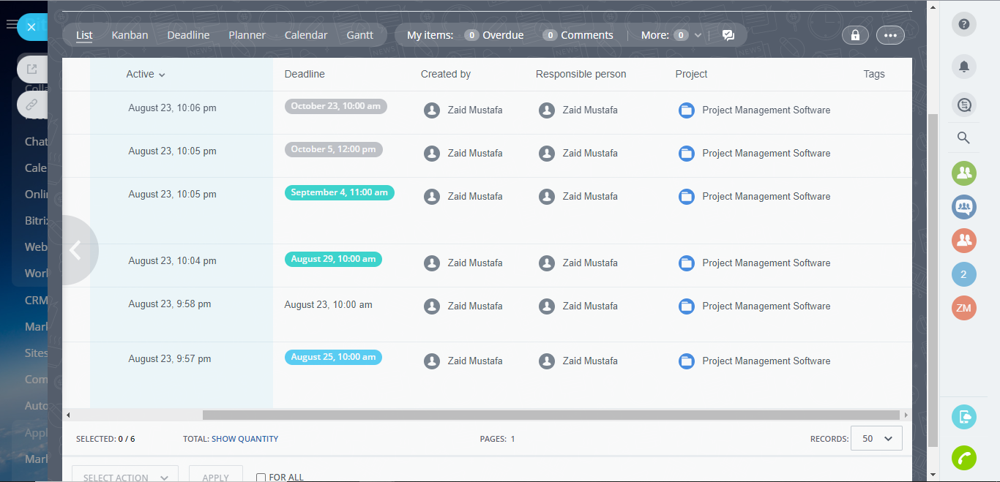 List Kanban Deadline Planner Calendar Gantt My items: 0 Overdue 0 Comments More: 0
Active Deadline Created by Responsible person Project Tags
August 23, 10:06 pm October 23, 10:00 am Zaid Mustafa Zaid Mustafa Project Management Software
August 23, 10:05 pm October 5, 12:00 pm Zaid Mustafa Zaid Mustafa Project Management Software
August 23, 10:05 pm September 4, 11:00 am Zaid Mustafa Zaid Mustafa Project Management Software
August 23, 10:04 pm August 29, 10:00 am Zaid Mustafa Zaid Mustafa Project Management Software
August 23, 9:58 pm August 23, 10:00 am Zaid Mustafa Zaid Mustafa Project Management Software
August 23, 9:57 pm August 25, 10:00 am Zaid Mustafa Zaid Mustafa Project Management Software
SELECTED: 0 / 6 TOTAL: SHOW QUANTITY PAGES: 1 RECORDS: 50
SELECT ACTION APPLY FOR ALL
Colla
Chat
Cale
Onli
Bitrix
Web
Worl
CRM
Mark
Sites
Com
Auto
Appl
Mark
?
2
ZM